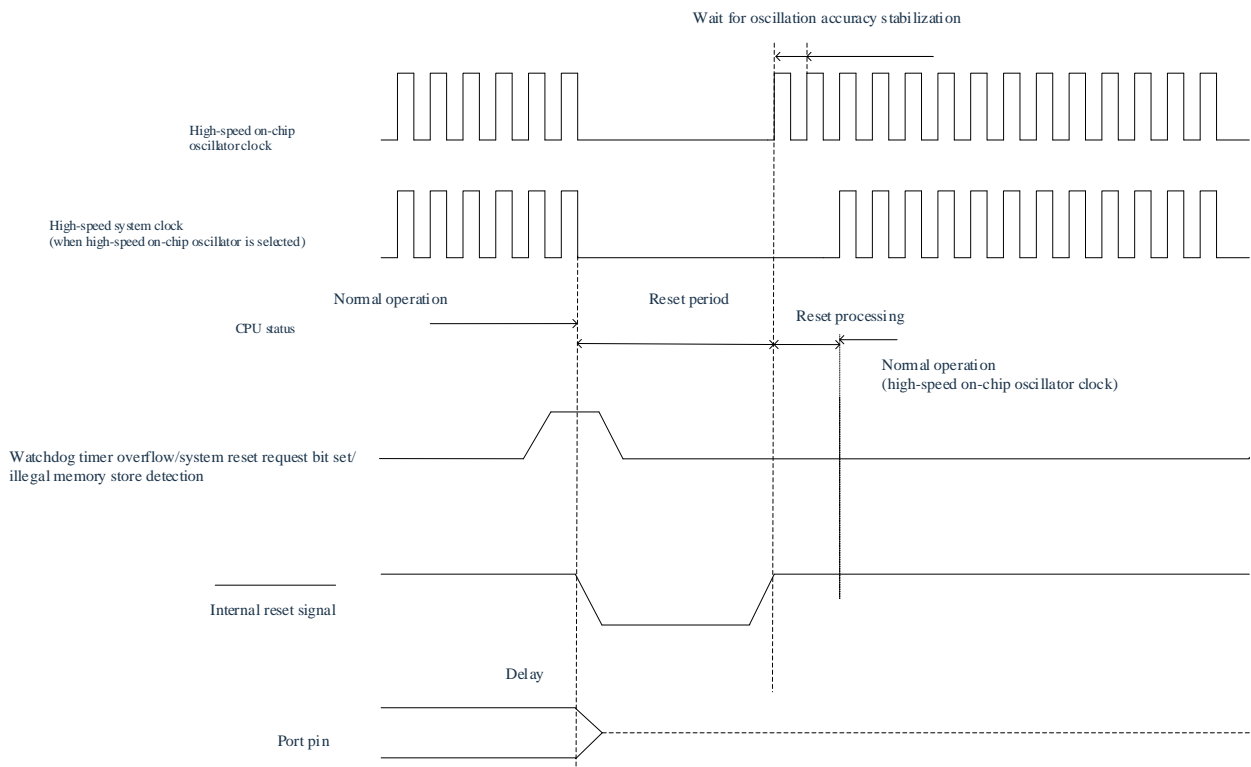 Wait for oscillation accuracy stabilization
High-speed on-chip
oscillator clock
High-speed system clock
(when high-speed on-chip oscillator is selected)
Normal operation
Reset period
Reset processing
CPU status
Normal operation
(high-speed on-chip oscillator clock)
Watchdog timer overflow/system reset request bit set/
illegal memory store detection
Internal reset signal
Delay
Port pin